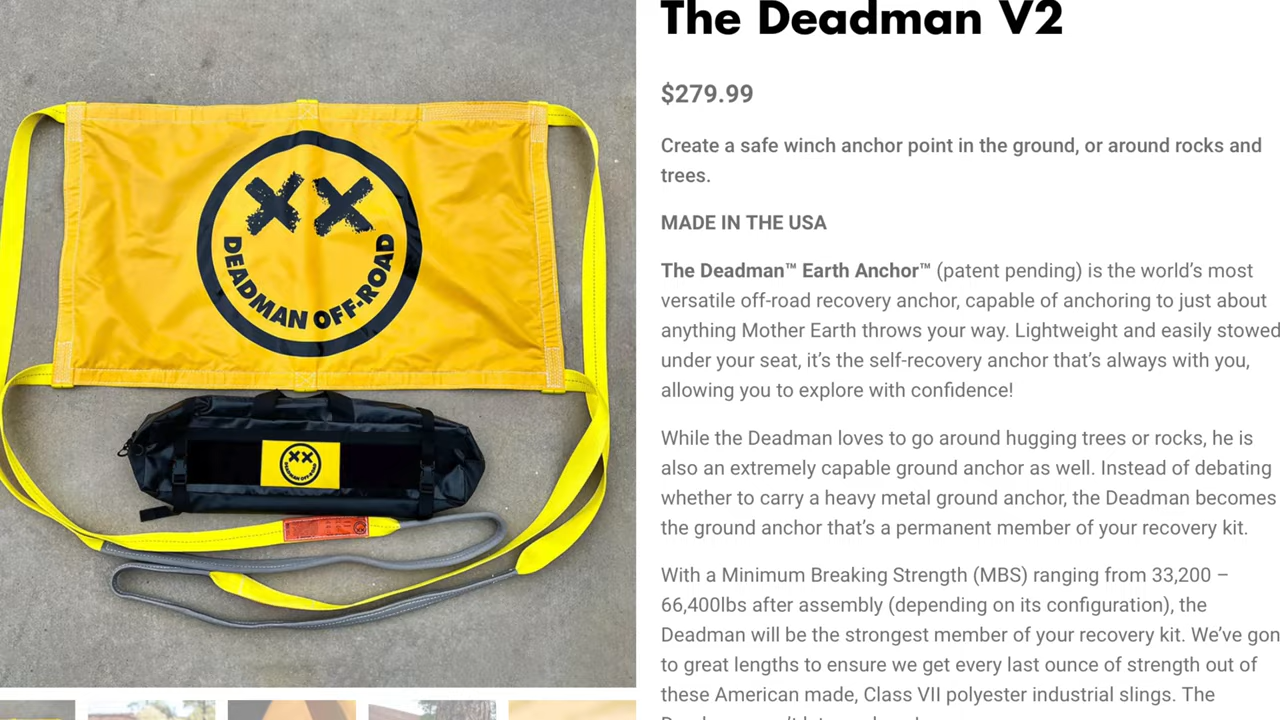 The Deadman V2
$279.99
Create a safe winch anchor point in the ground, or around rocks and
trees.
MADE IN THE USA
The Deadman™ Earth Anchor™ (patent pending) is the world’s most
versatile off-road recovery anchor, capable of anchoring to just about
anything Mother Earth throws your way. Lightweight and easily stowed
under your seat, it’s the self-recovery anchor that’s always with you,
allowing you to explore with confidence!
While the Deadman loves to go around hugging trees or rocks, he is
also an extremely capable ground anchor as well. Instead of debating
whether to carry a heavy metal ground anchor, the Deadman becomes
the ground anchor that’s a permanent member of your recovery kit.
With a Minimum Breaking Strength (MBS) ranging from 33,200 –
66,400lbs after assembly (depending on its configuration), the
Deadman will be the strongest member of your recovery kit. We’ve gon
to great lengths to ensure we get every last ounce of strength out of
these American made, Class VII polyester industrial slings. The
DEADMAN OFF-ROAD
DEADMAN OFF-ROAD